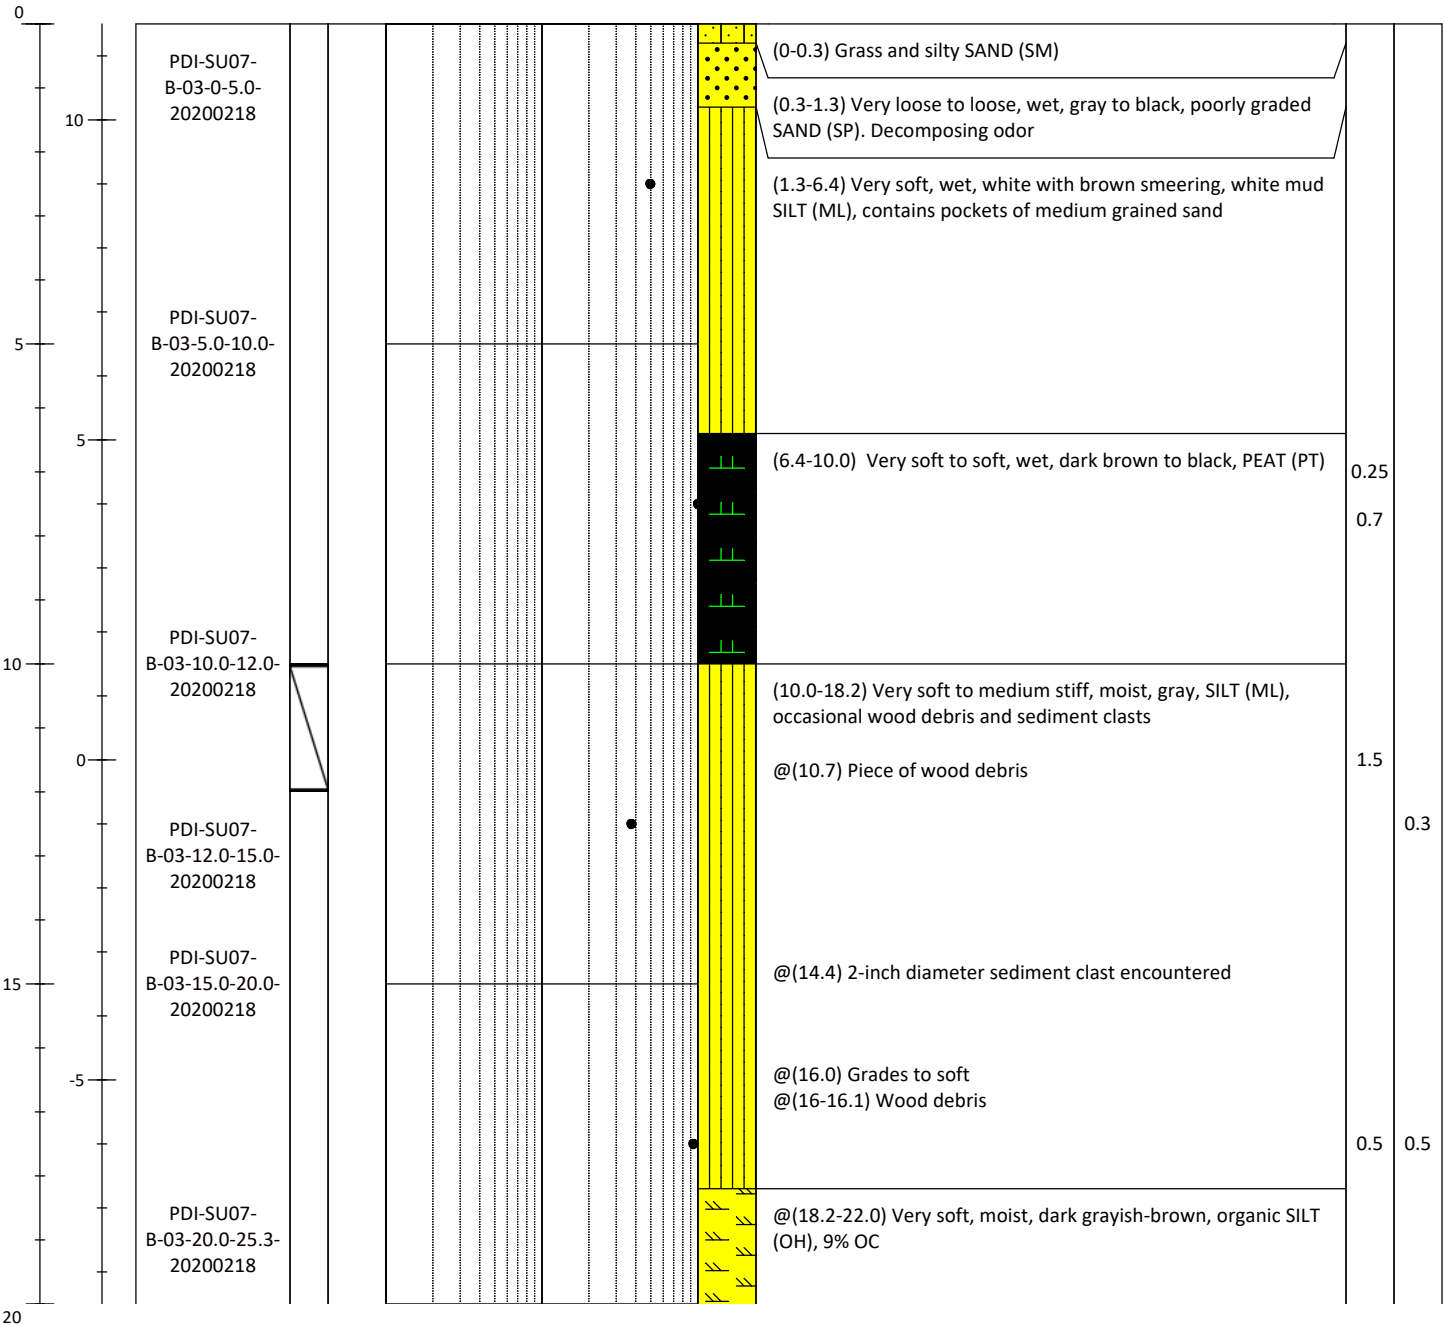 0
PDI-SU07-
B-03-0-5.0-
20200218
(0-0.3) Grass and silty SAND (SM)
10
(0.3-1.3) Very loose to loose, wet, gray to black, poorly graded
SAND (SP). Decomposing odor
(1.3-6.4) Very soft, wet, white with brown smeering, white mud
SILT (ML), contains pockets of medium grained sand
PDI-SU07-
B-03-5.0-10.0-
20200218
5
5
(6.4-10.0)  Very soft to soft, wet, dark brown to black, PEAT (PT)
0.25
0.7
PDI-SU07-
B-03-10.0-12.0-
20200218
10
(10.0-18.2) Very soft to medium stiff, moist, gray, SILT (ML),
occasional wood debris and sediment clasts
0
@(10.7) Piece of wood debris
1.5
0.3
PDI-SU07-
B-03-12.0-15.0-
20200218
PDI-SU07-
B-03-15.0-20.0-
20200218
@(14.4) 2-inch diameter sediment clast encountered
15
-5
@(16.0) Grades to soft
@(16-16.1) Wood debris
0.5
0.5
PDI-SU07-
B-03-20.0-25.3-
20200218
@(18.2-22.0) Very soft, moist, dark grayish-brown, organic SILT
(OH), 9% OC
20